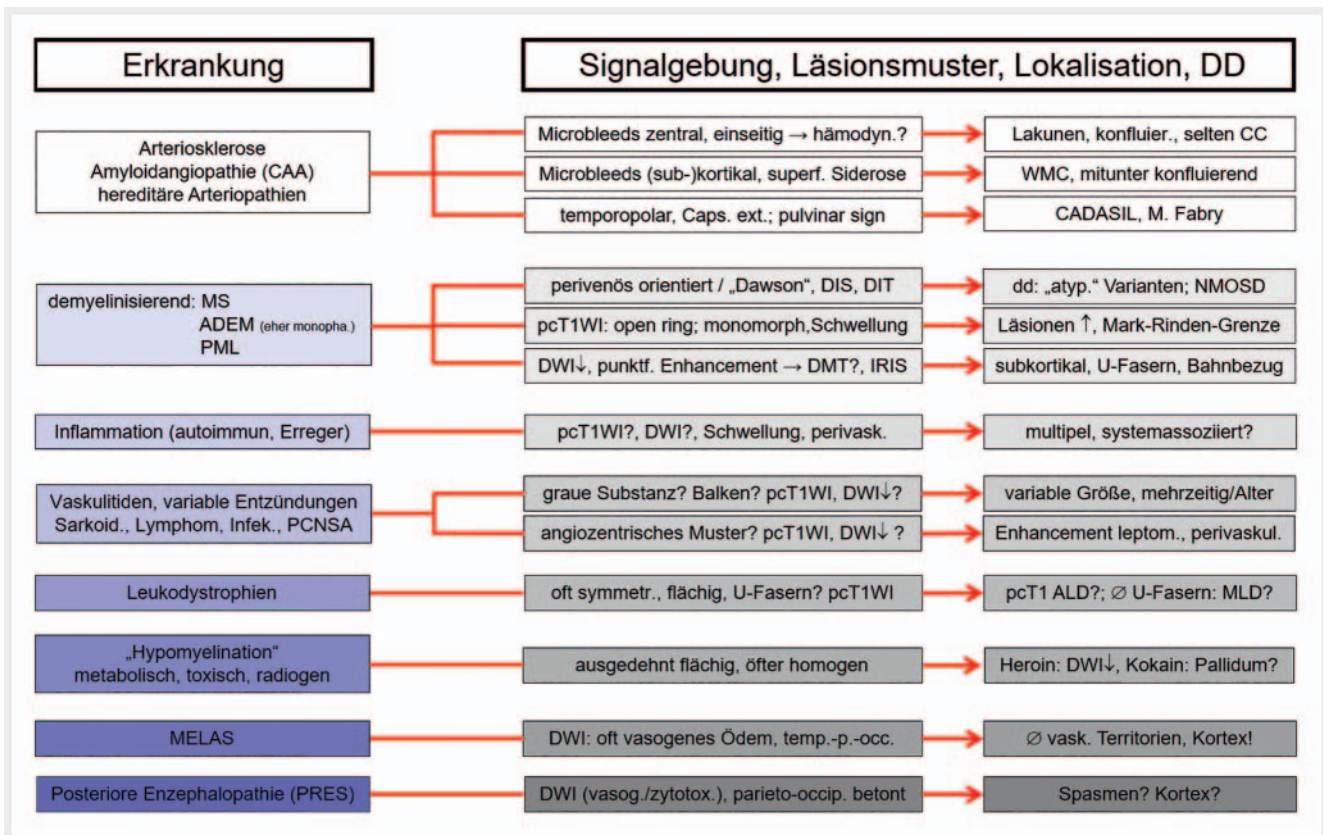 Erkrankung
Signalgebung, Läsionsmuster, Lokalisation, DD
Arteriosklerose
Amyloidangiopathie (CAA)
hereditäre Arteriopathien
Microbleeds zentral, einseitig → hämodyn.?
Lakunen, konfluier., selten CC
Microbleeds (sub-)kortikal, superf. Siderose
WMC, mitunter konfluierend
temporopolar, Caps. ext.; pulvinar sign
CADASIL, M. Fabry
demyelinisierend: MS
ADEM (eher monopha.)
PML
perivenös orientiert / „Dawson“, DIS, DIT
dd: „atyp.“ Varianten; NMOSD
pcT1WI: open ring; monomorph,Schwellung
Läsionen ↑, Mark-Rinden-Grenze
DWI↓, punktf. Enhancement → DMT?, IRIS
subkortikal, U-Fasern, Bahnbezug
Inflammation (autoimmun, Erreger)
pcT1WI?, DWI?, Schwellung, perivask.
multipel, systemassoziiert?
Vaskulitiden, variable Entzündungen
Sarkoid., Lymphom, Infek., PCNSA
graue Substanz? Balken? pcT1WI, DWI↓?
variable Größe, mehrzeitig/Alter
angiozentrisches Muster? pcT1WI, DWI↓ ?
Enhancement leptom., perivaskul.
Leukodystrophien
oft symmetr., flächig, U-Fasern? pcT1WI
pcT1 ALD?; ∅ U-Fasern: MLD?
„Hypomyelination“
metabolisch, toxisch, radiogen
ausgedehnt flächig, öfter homogen
Heroin: DWI↓, Kokain: Pallidum?
MELAS
DWI: oft vasogenes Ödem, temp.-p.-occ.
∅ vask. Territorien, Kortex!
Posteriore Enzephalopathie (PRES)
DWI (vasog./zytotox.), parieto-occip. betont
Spasmen? Kortex?